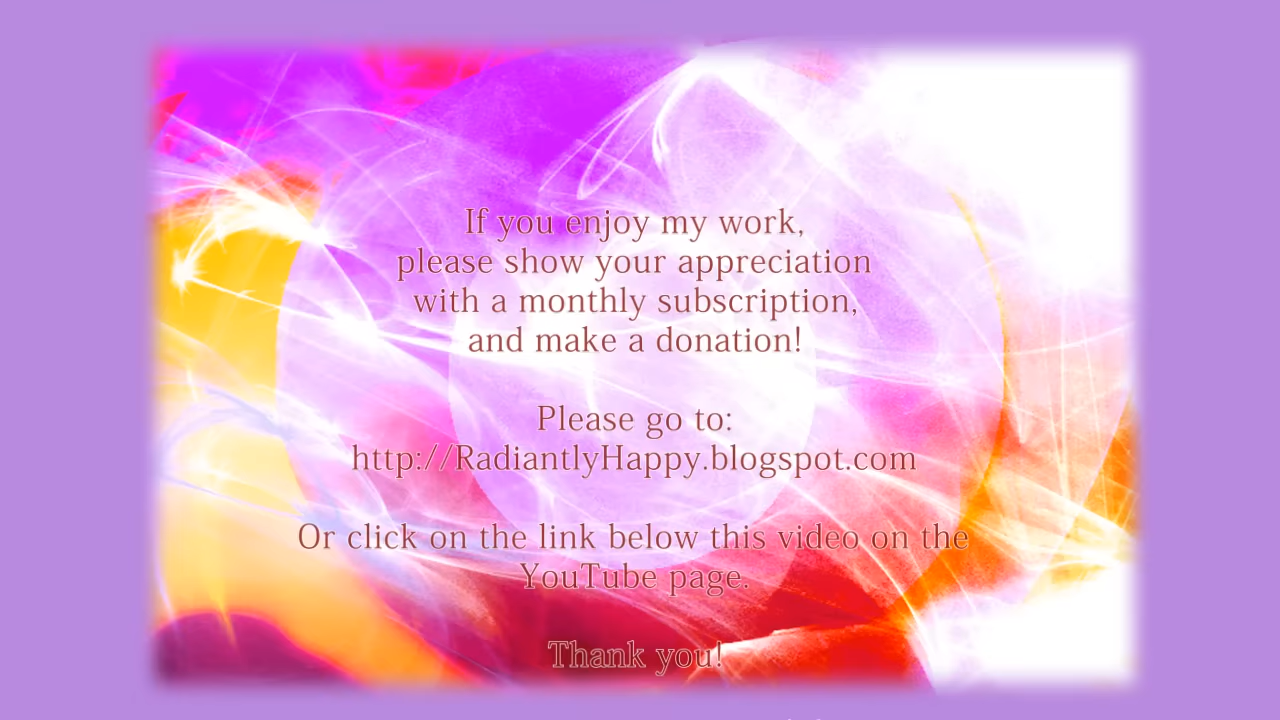 If you enjoy my work,
please show your appreciation
with a monthly subscription,
and make a donation!
Please go to:
http://RadiantlyHappy.blogspot.com
Or click on the link below this video on the
YouTube page.
Thank you!